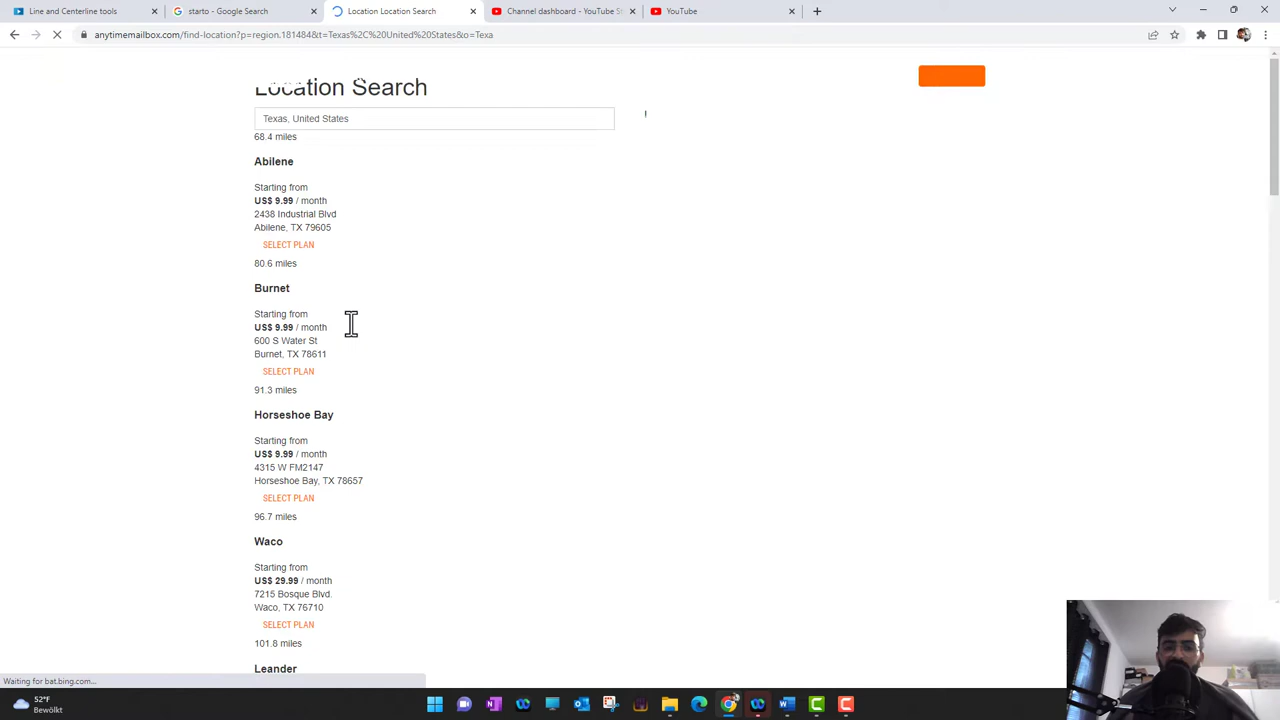 Line and Centerline tools
starto - Google Search
Location Location Search
Channel dashboard - YouTube St
YouTube
anytimemailbox.com/find-location?p=region.181484&t=Texas%2C%20United%20States&o=Texa
Location Search
Texas, United States
68.4 miles
Abilene
Starting from
US$ 9.99 / month
2438 Industrial Blvd
Abilene, TX 79605
SELECT PLAN
80.6 miles
Burnet
Starting from
US$ 9.99 / month
600 S Water St
Burnet, TX 78611
SELECT PLAN
91.3 miles
Horseshoe Bay
Starting from
US$ 9.99 / month
4315 W FM2147
Horseshoe Bay, TX 78657
SELECT PLAN
96.7 miles
Waco
Starting from
US$ 29.99 / month
7215 Bosque Blvd.
Waco, TX 76710
SELECT PLAN
101.8 miles
Leander
Waiting for bat.bing.com...
52°F
Bewölkt